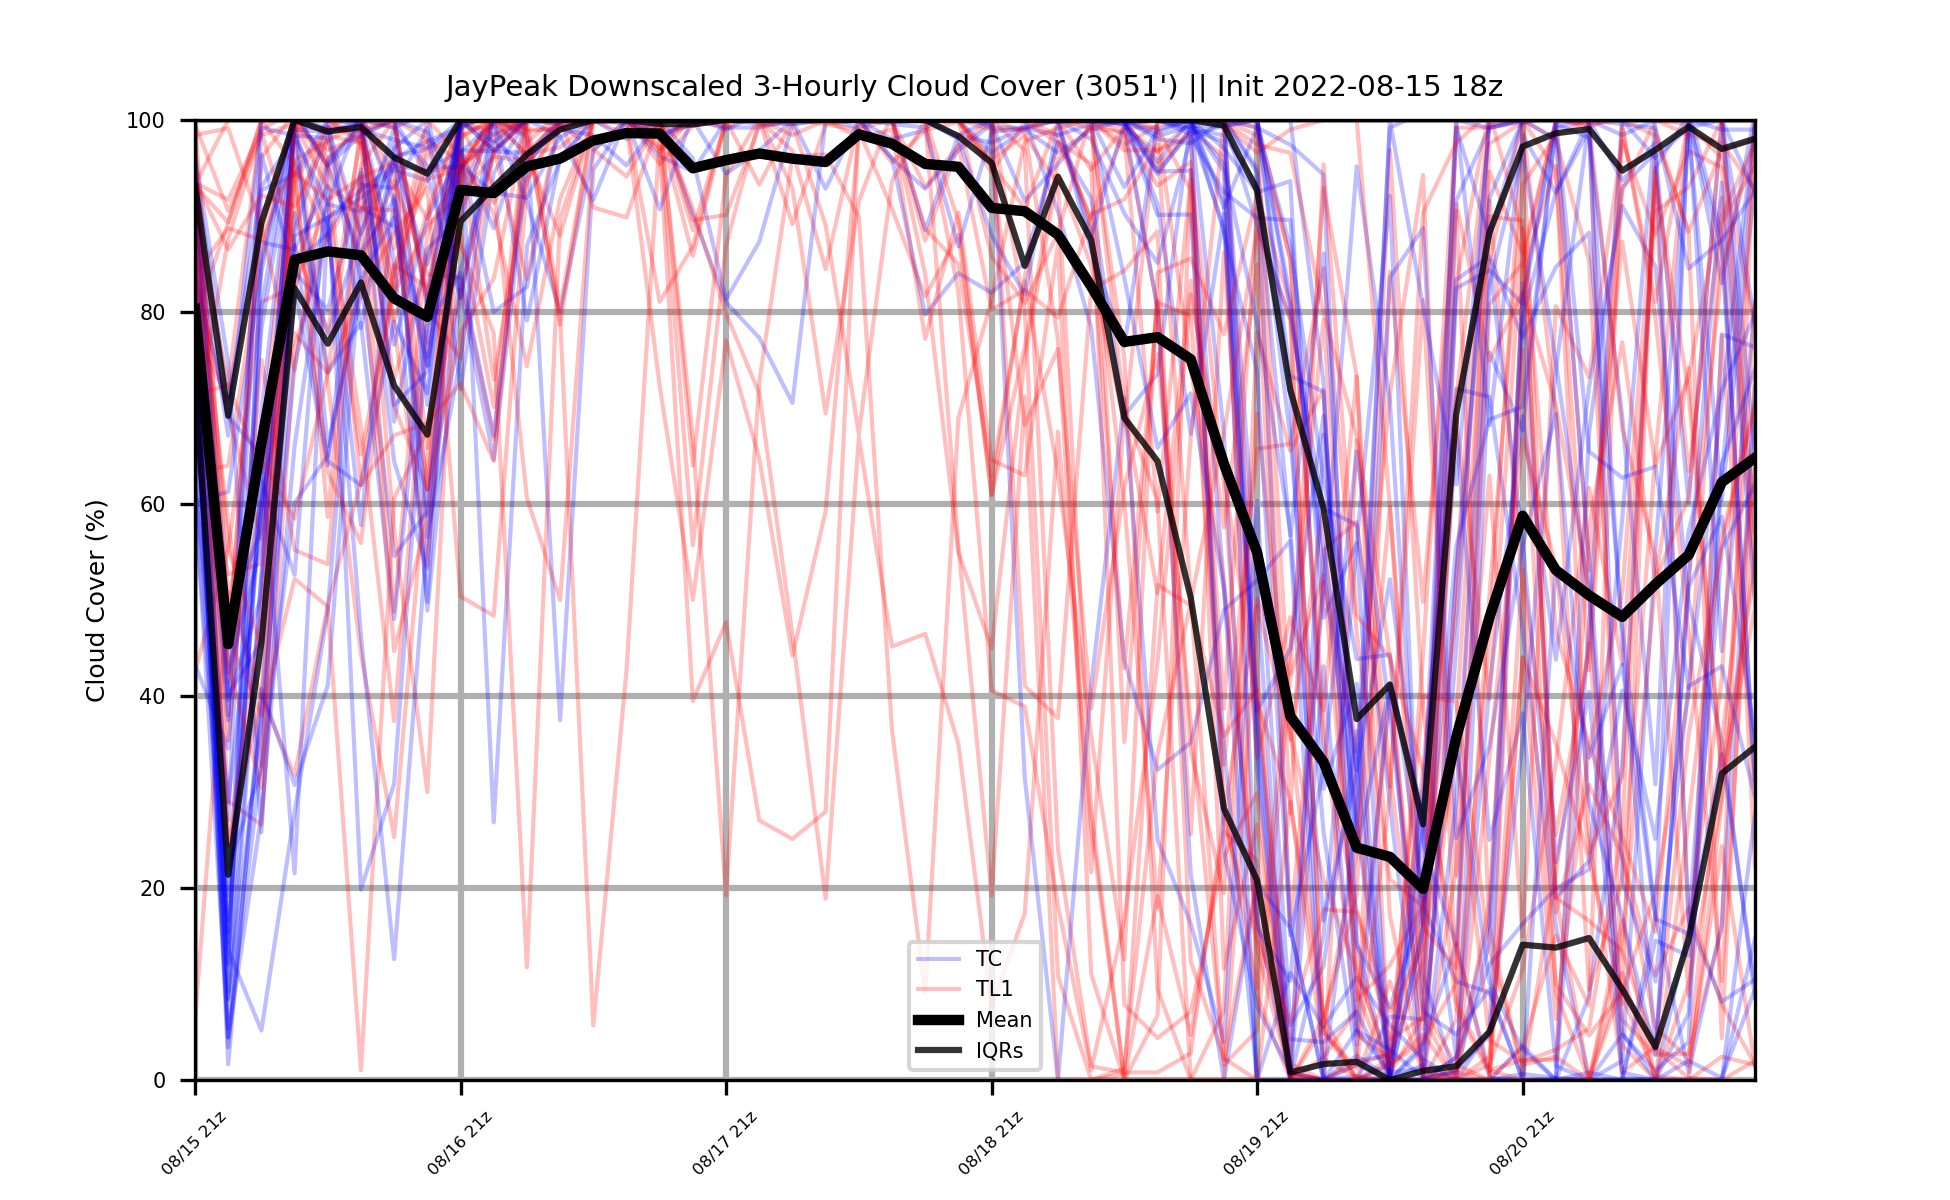 JayPeak Downscaled 3-Hourly Cloud Cover (3051') || Init 2022-08-15 18z
Cloud Cover (%)
100
80
60
40
20
0
TC
TL1
Mean
IQRs
08/15 21z
08/16 21z
08/17 21z
08/18 21z
08/19 21z
08/20 21z